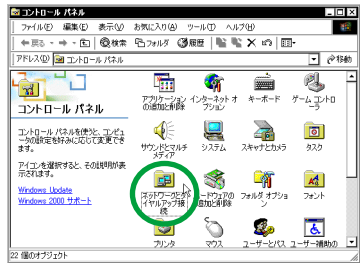 コントロール パネル
ファイル(F) 編集(E) 表示(V) お気に入り(A) ツール(T) ヘルプ(H)
戻る 検索 フォルダ 履歴
アドレス(D) コントロール パネル 移動
コントロール パネル
コントロール パネルを使うと、コンピュ
ータの設定を好みに応じて変更でき
ます。
アイコンを選択すると、その説明が表
示されます。
Windows Update
Windows 2000 サポート
アプリケーション
の追加と削除
インターネット オ
プション
キーボード
ゲーム コントロ
ーラ
サウンドとマルチ
メディア
システム
スキャナとカメラ
タスク
ネットワークとダ
イヤルアップ接
続
ハードウェアの
追加と削除
フォルダ オプショ
ン
フォント
プリンタ
マウス
ユーザーとパス
ユーザー補助の
22 個のオブジェクト